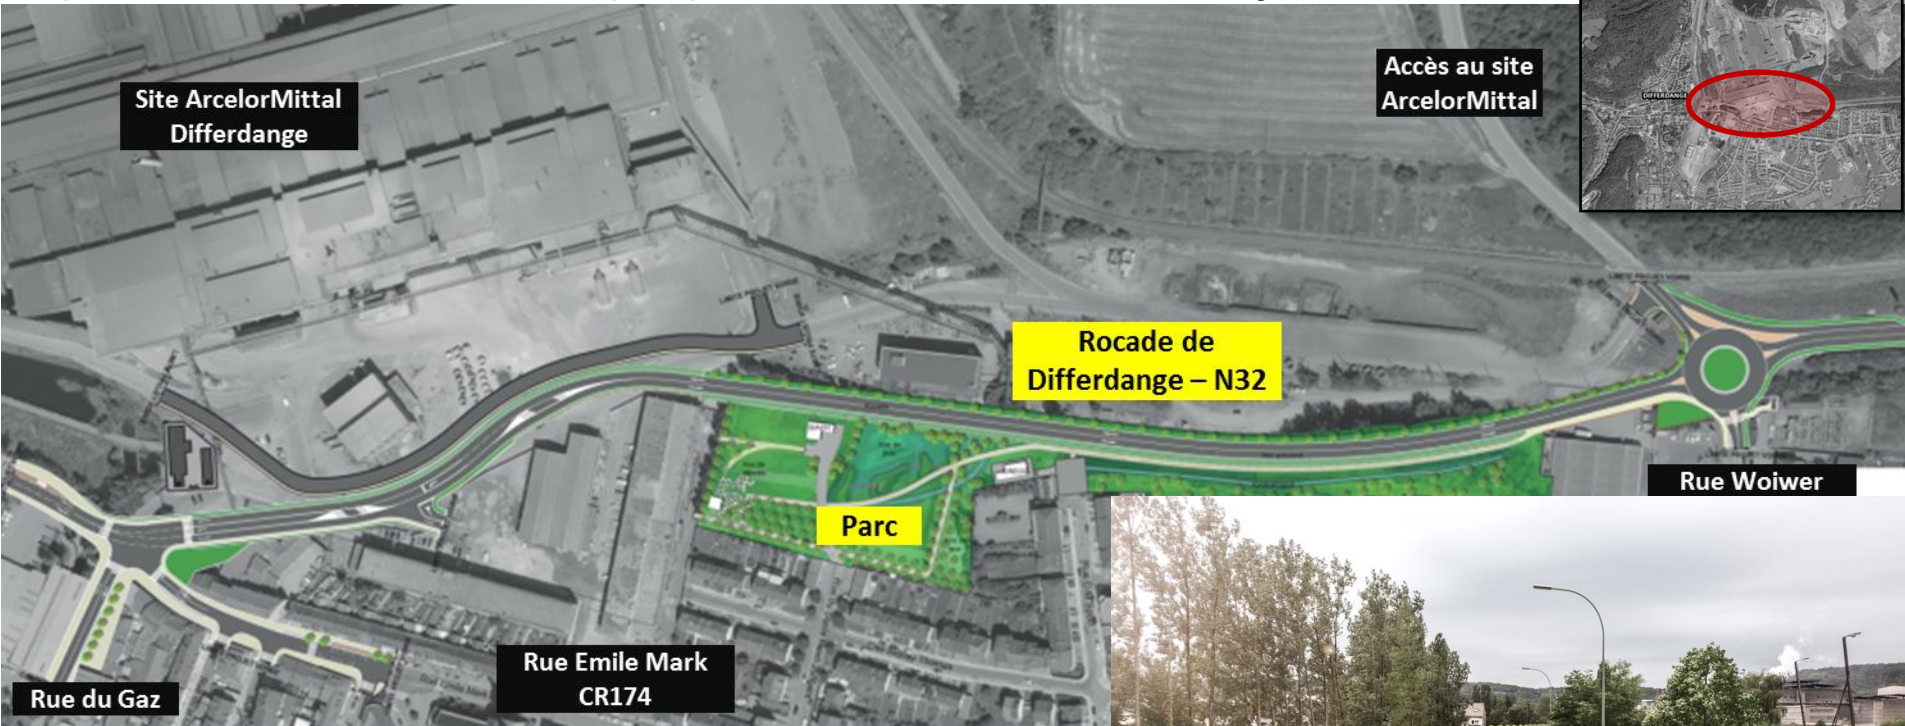 Site ArcelorMittal
Differdange
Accès au site
ArcelorMittal
DIFFERDANGE
Rocade de
Differdange – N32
Parc
Rue Woiwer
Rue Emile Mark
CR174
Rue du Gaz